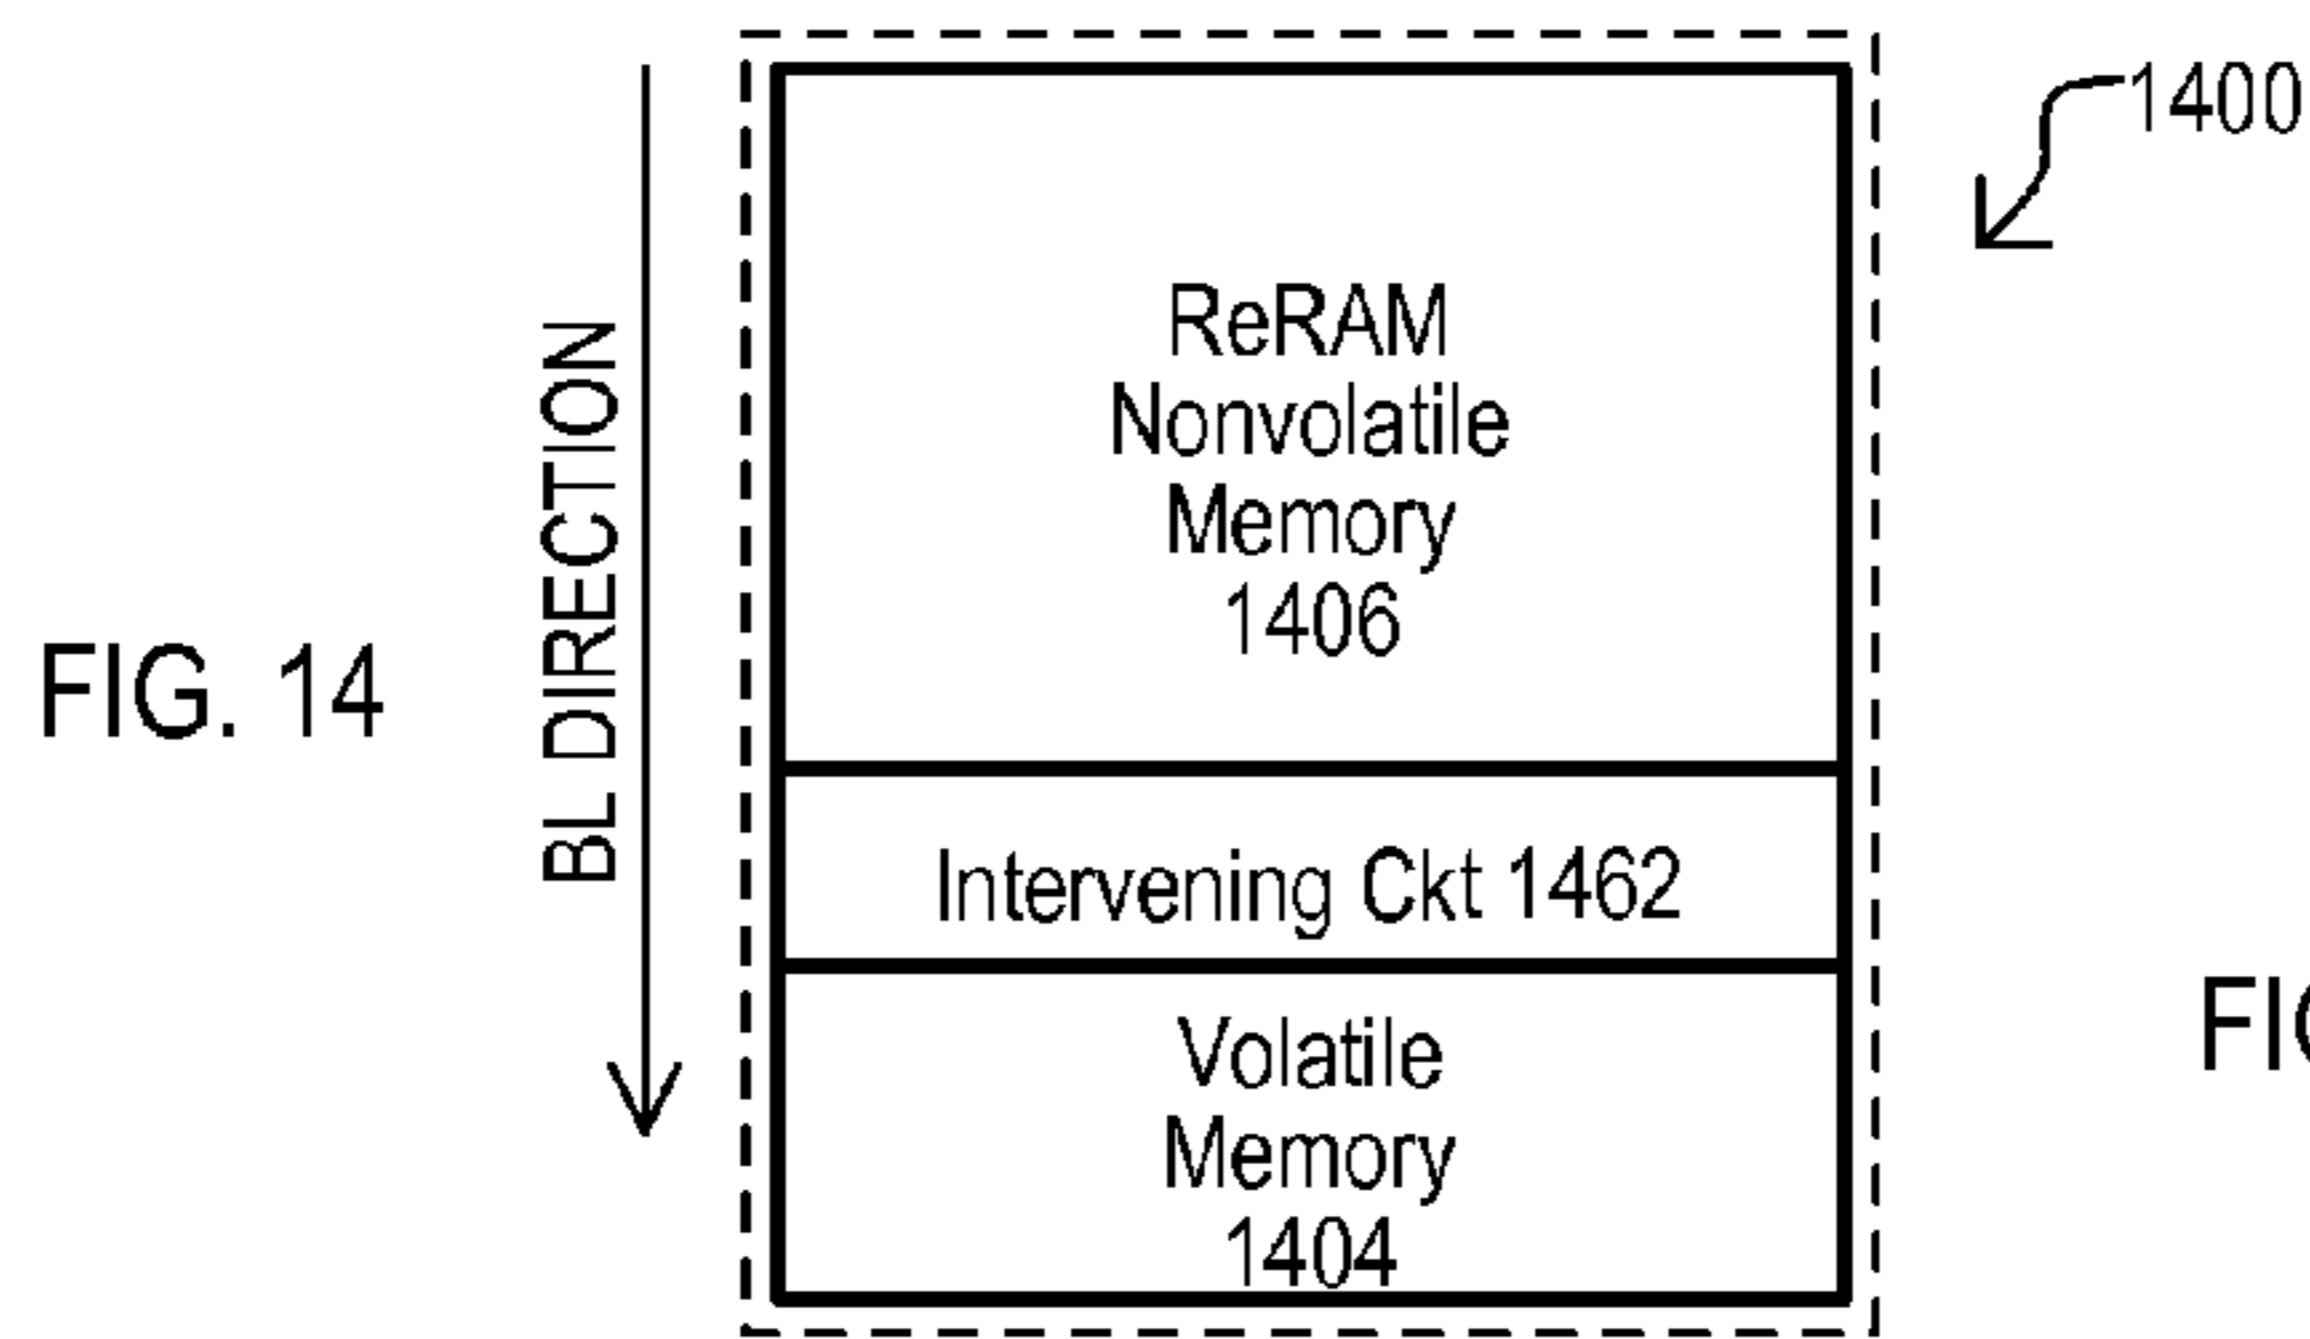 1400
ReRAM
Nonvolatile
Memory
1406
BL DIRECTION
FIG. 14
Intervening Ckt 1462
Volatile
Memory
1404